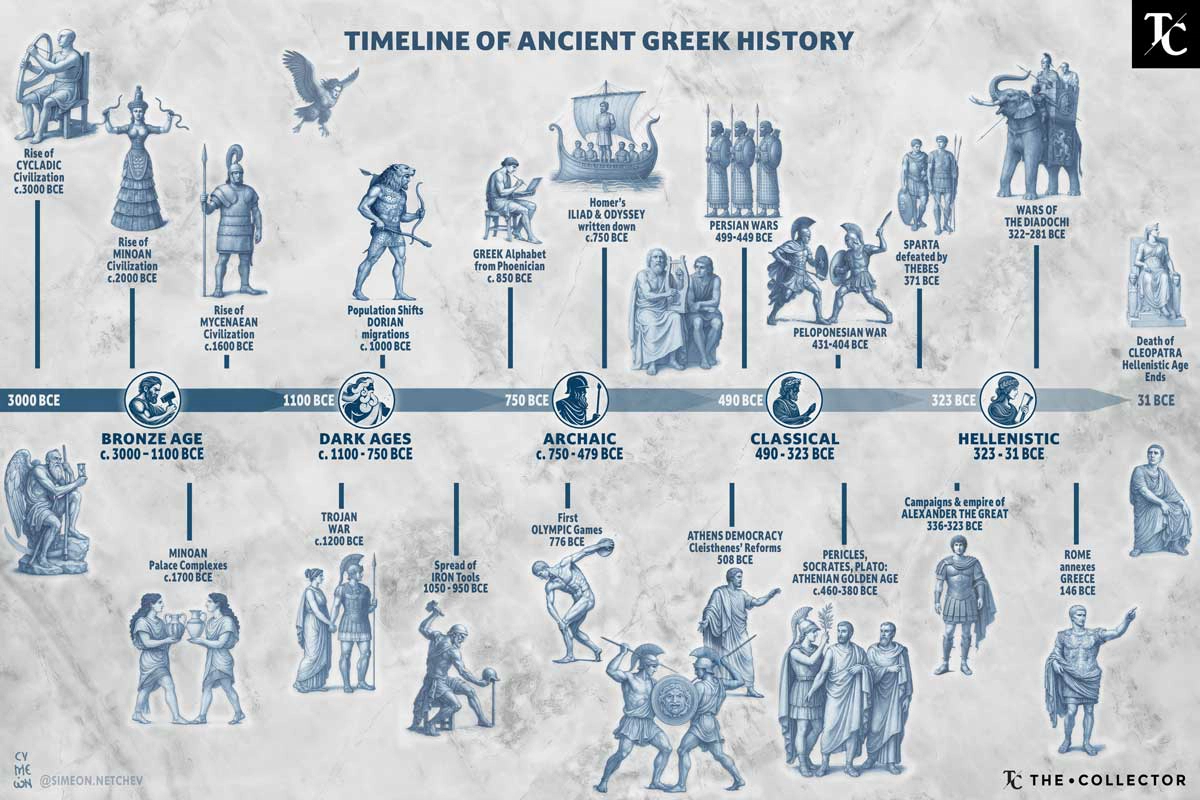 TIMELINE OF ANCIENT GREEK HISTORY
TC
Rise of
CYCLADIC
Civilization
c.3000 BCE
Rise of
MINOAN
Civilization
c.2000 BCE
Rise of
MYCENAEAN
Civilization
c.1600 BCE
Population Shifts
DORIAN
migrations
c. 1000 BCE
GREEK Alphabet
from Phoenician
c. 850 BCE
Homer's
ILIAD & ODYSSEY
written down
c.750 BCE
PERSIAN WARS
499-449 BCE
PELOPONESIAN WAR
431-404 BCE
SPARTA
defeated by
THEBES
371 BCE
WARS OF
THE DIADOCHI
322-281 BCE
Death of
CLEOPATRA
Hellenistic Age
Ends
3000 BCE
1100 BCE
750 BCE
490 BCE
323 BCE
31 BCE
BRONZE AGE
c. 3000 - 1100 BCE
DARK AGES
c. 1100 - 750 BCE
ARCHAIC
c. 750 - 479 BCE
CLASSICAL
490 - 323 BCE
HELLENISTIC
323 - 31 BCE
MINOAN
Palace Complexes
c.1700 BCE
TROJAN
WAR
c.1200 BCE
Spread of
IRON Tools
1050 - 950 BCE
First
OLYMPIC Games
776 BCE
ATHENS DEMOCRACY
Cleisthenes' Reforms
508 BCE
PERICLES,
SOCRATES, PLATO:
ATHENIAN GOLDEN AGE
c.460-380 BCE
Campaigns & empire of
ALEXANDER THE GREAT
336-323 BCE
ROME
annexes
GREECE
146 BCE
CY
ME
ΩN
@SIMEON.NETCHEV
TC THE•COLLECTOR